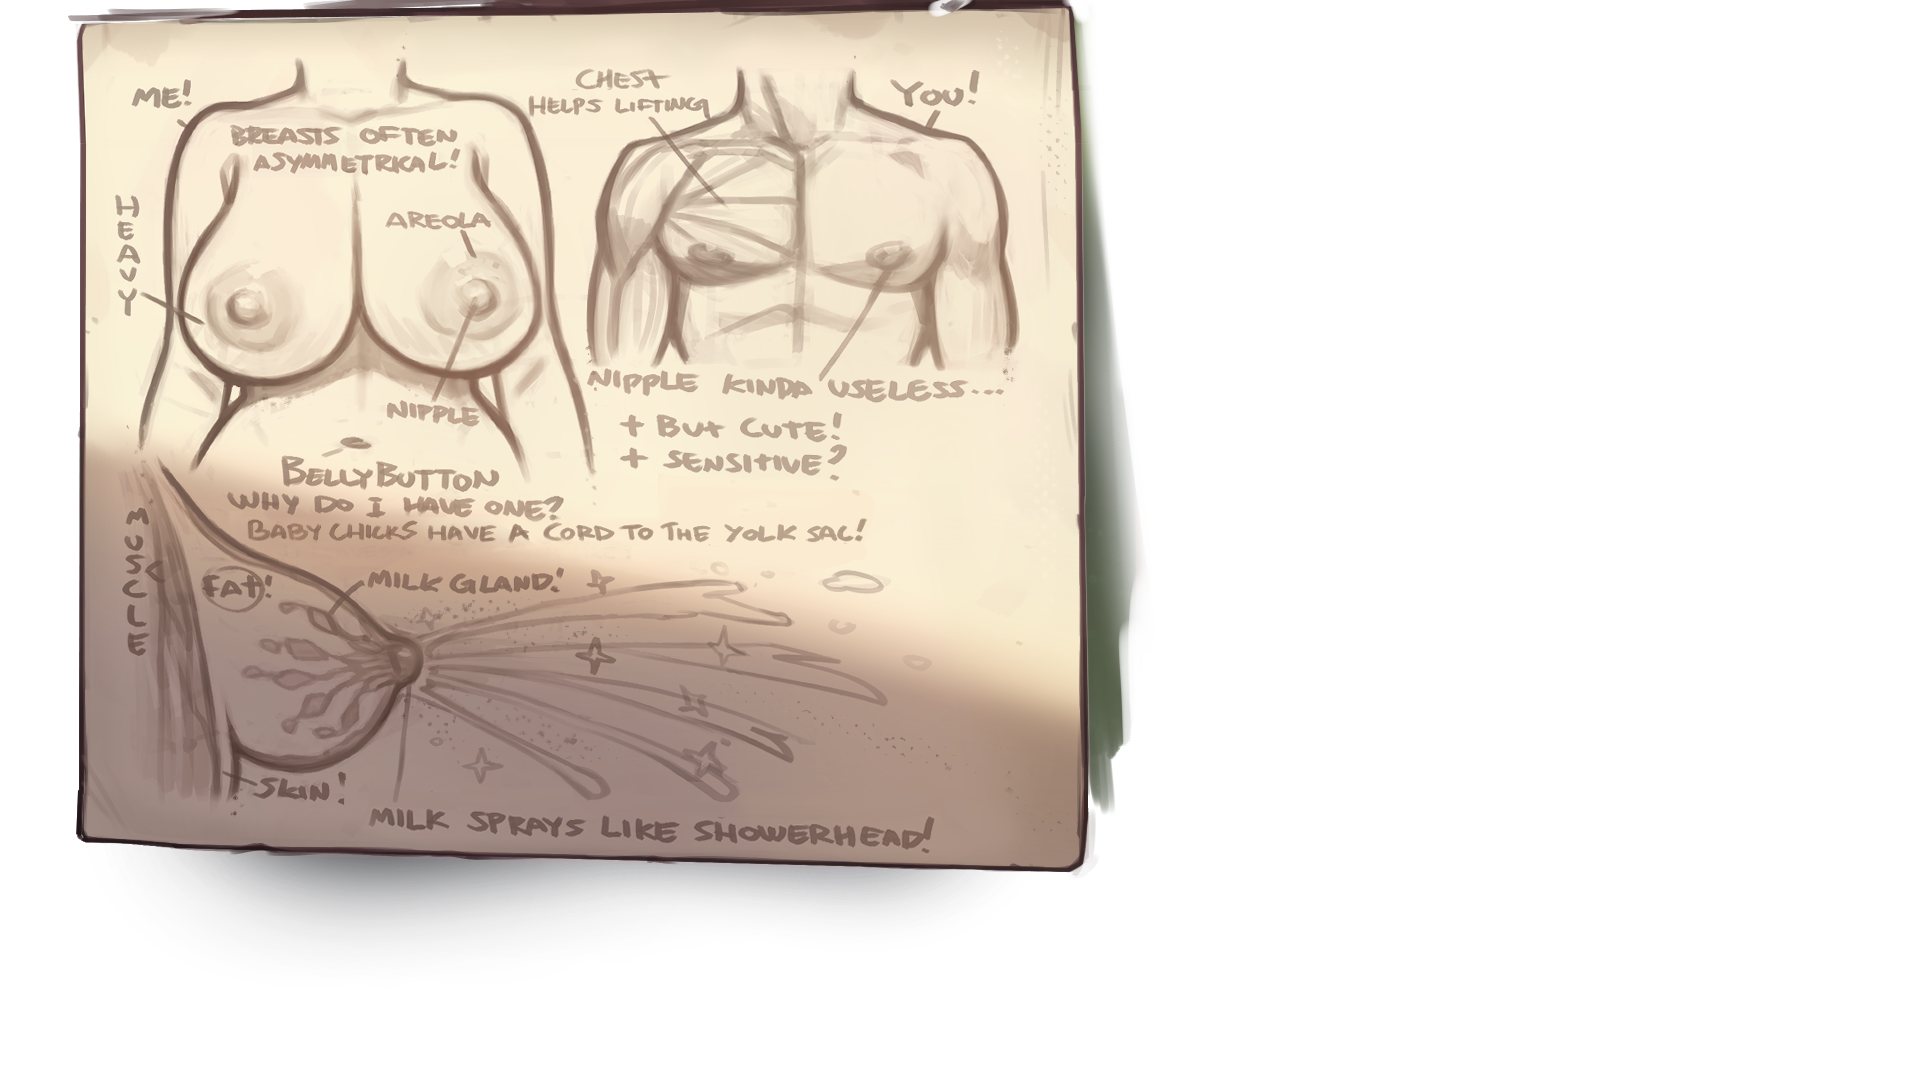 ME!
BREASTS OFTEN
ASYMMETRICAL!
HEAVY
AREOLA
NIPPLE
CHEST
HELPS LIFTING
YOU!
NIPPLE KINDA USELESS...
+ BUT CUTE!
+ SENSITIVE?
BELLYBUTTON
WHY DO I HAVE ONE?
BABY CHICKS HAVE A CORD TO THE YOLK SAC!
MUSCLE
FAT!
MILK GLAND!
SKIN!
MILK SPRAYS LIKE SHOWERHEAD!